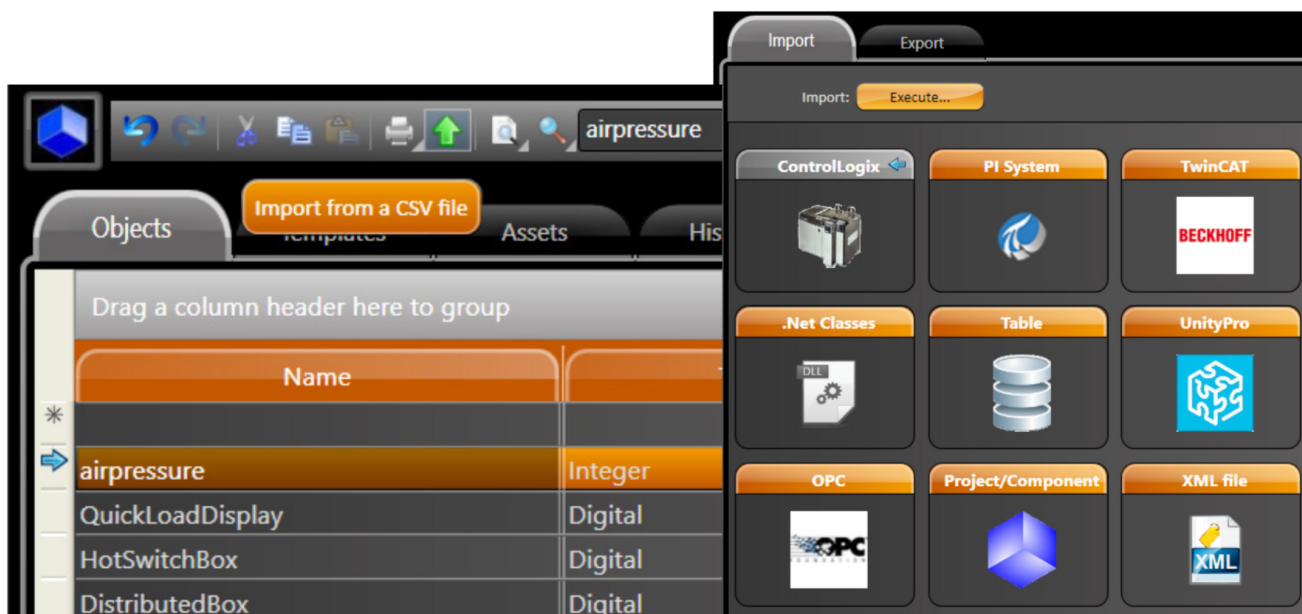 airpressure
Import from a CSV file
Objects
Templates
Assets
His
Drag a column header here to group
Name
airpressure
Integer
QuickLoadDisplay
Digital
HotSwitchBox
Digital
DistributedBox
Digital
Import
Export
Import:
Execute...
ControlLogix
PI System
TwinCAT
BECKHOFF
.Net Classes
Table
UnityPro
DLL
OPC
Project/Component
XML file
OPC
FOUNDATION
XML